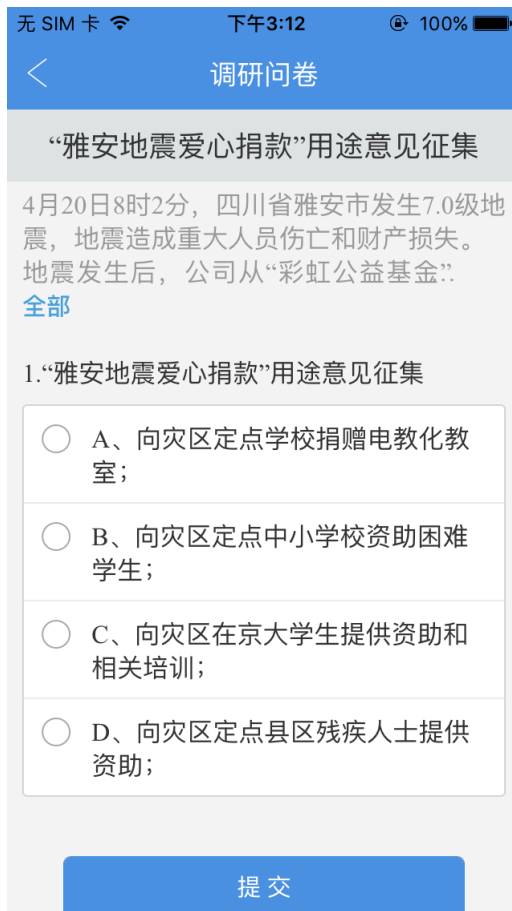 无 SIM 卡 下午3:12 100%
调研问卷
“雅安地震爱心捐款”用途意见征集
4月20日8时2分，四川省雅安市发生7.0级地
震，地震造成重大人员伤亡和财产损失。
地震发生后，公司从“彩虹公益基金”..
全部
1.“雅安地震爱心捐款”用途意见征集
A、向灾区定点学校捐赠电教化教
室；
B、向灾区定点中小学校资助困难
学生；
C、向灾区在京大学生提供资助和
相关培训；
D、向灾区定点县区残疾人士提供
资助；
提 交